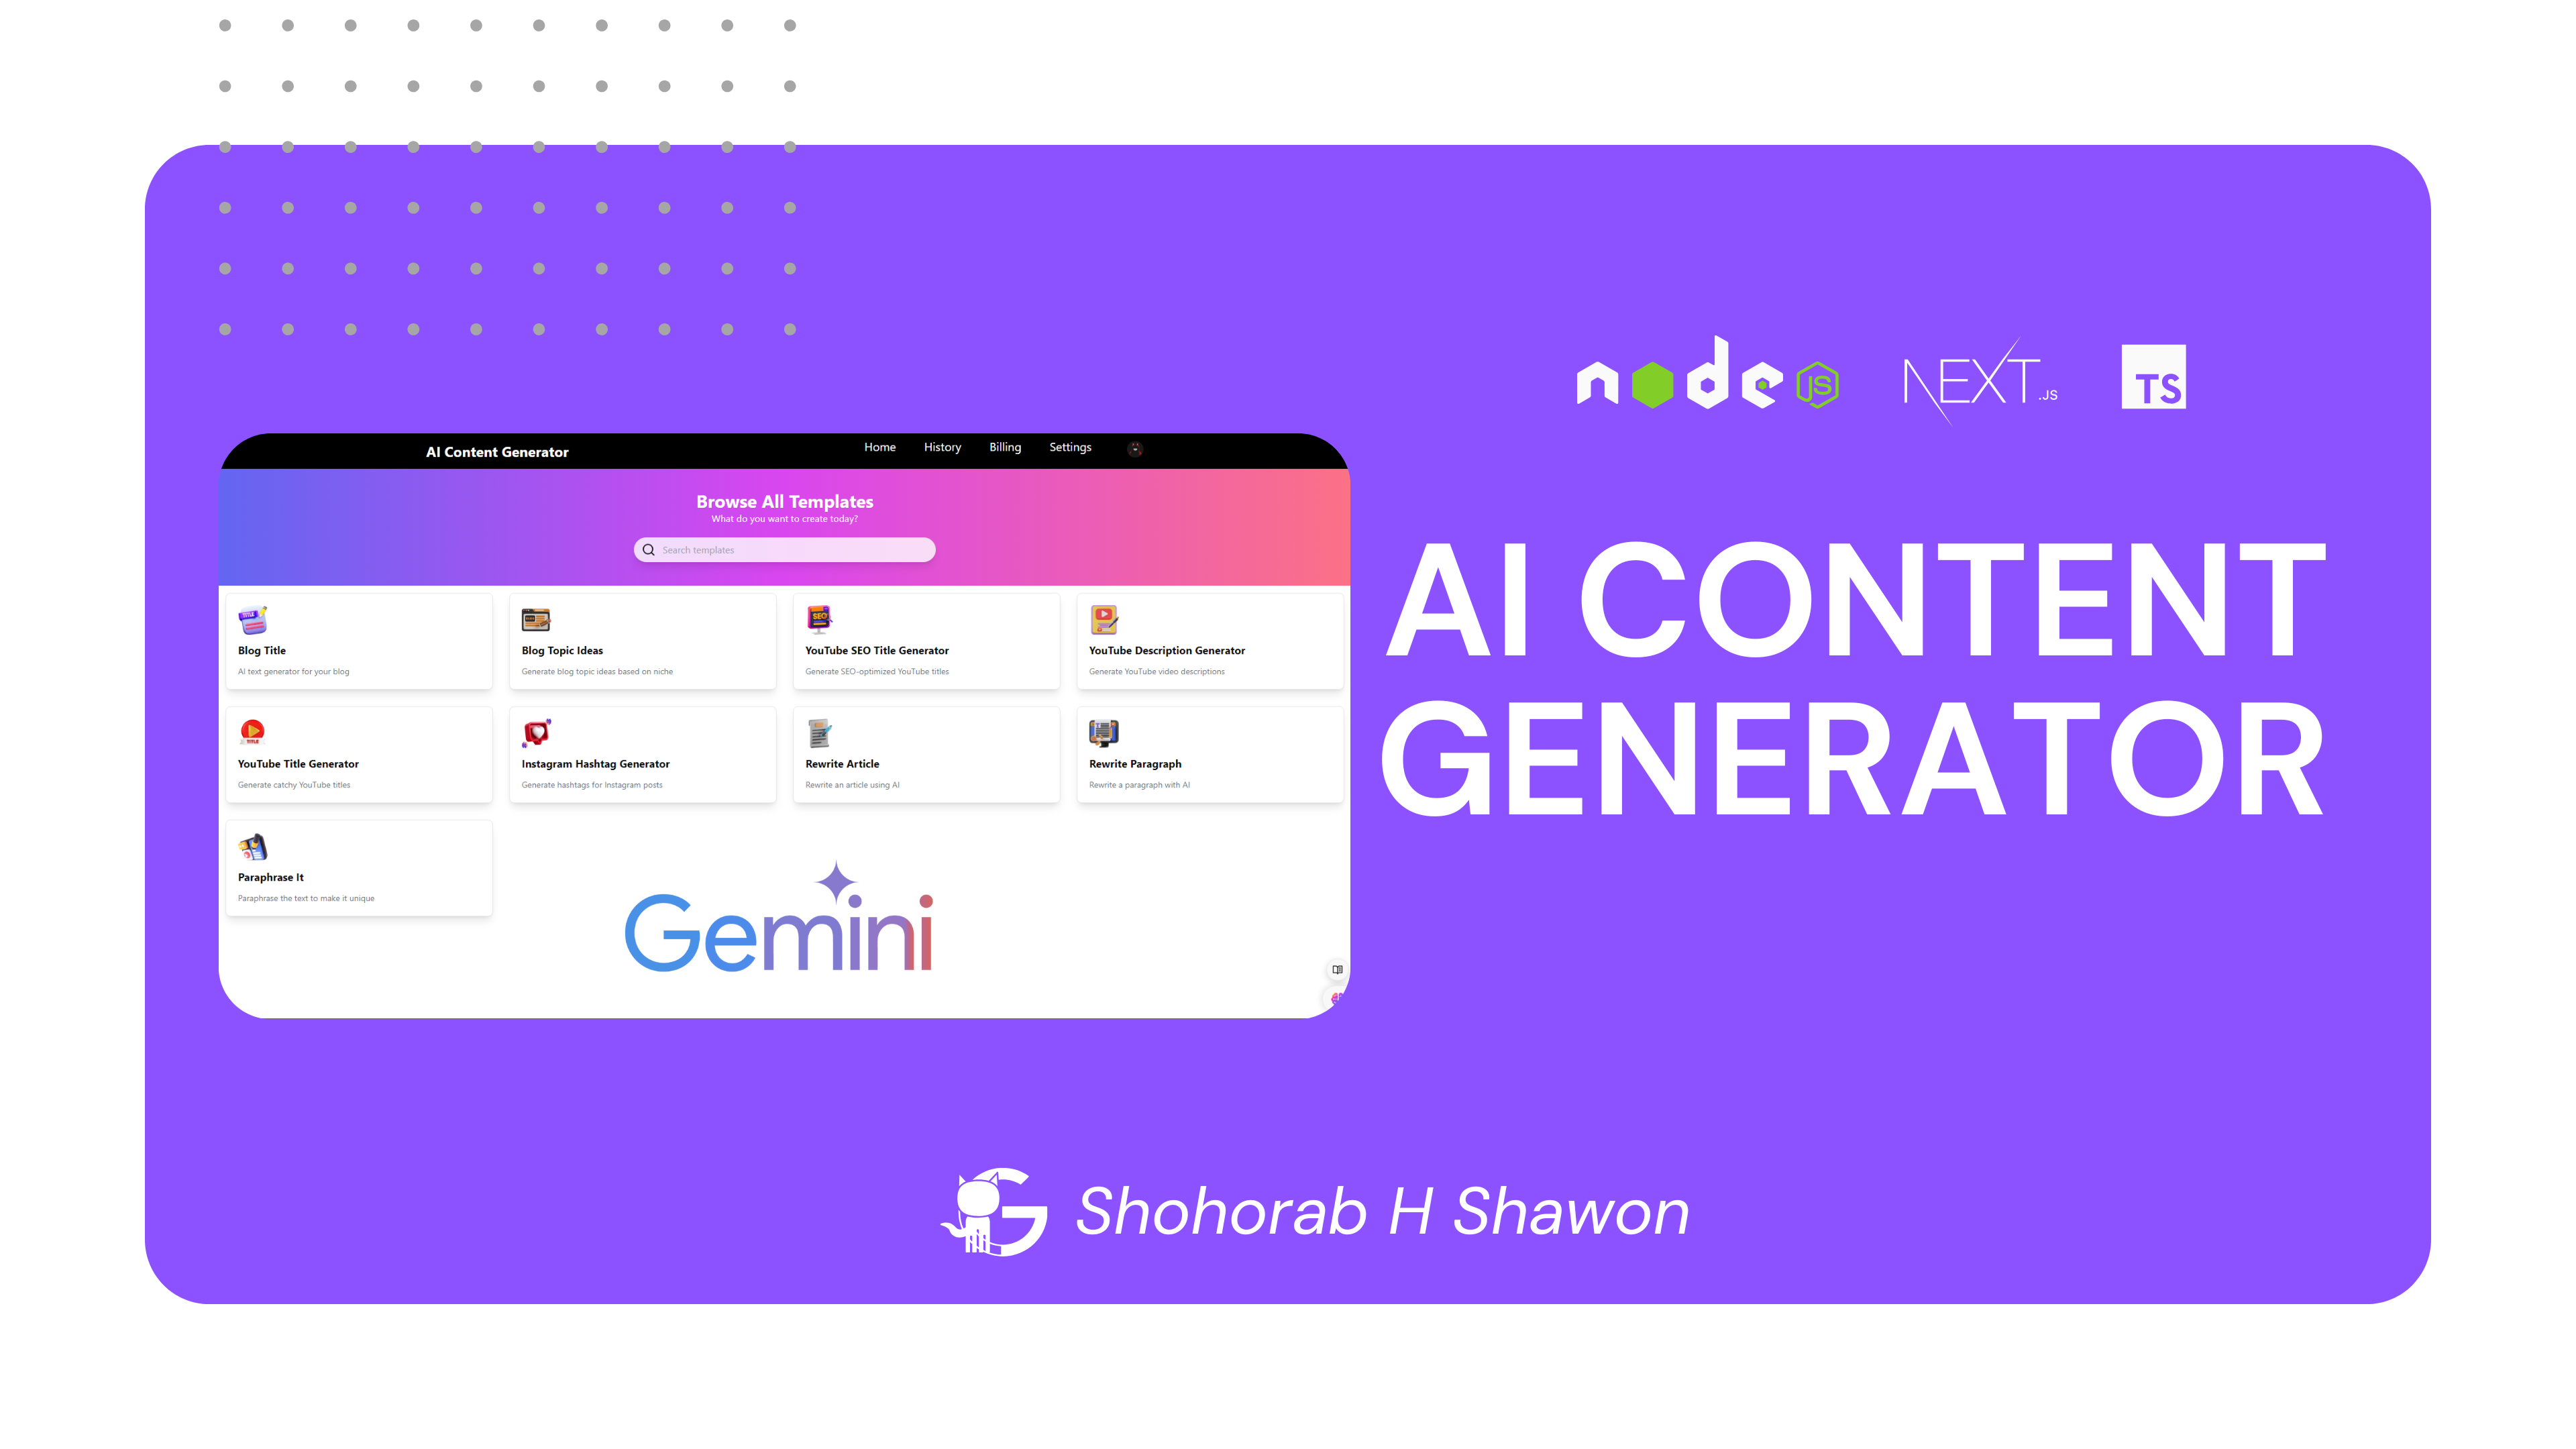 node JS
NEXT.JS
TS
AI Content Generator
Home
History
Billing
Settings
Browse All Templates
What do you want to create today?
Search templates
Blog Title
AI text generator for your blog
Blog Topic Ideas
Generate blog topic ideas based on niche
SEO
YouTube SEO Title Generator
Generate SEO-optimized YouTube titles
YouTube Description Generator
Generate YouTube video descriptions
TITLE
YouTube Title Generator
Generate catchy YouTube titles
Instagram Hashtag Generator
Generate hashtags for Instagram posts
Rewrite Article
Rewrite an article using AI
Rewrite Paragraph
Rewrite a paragraph with AI
Paraphrase It
Paraphrase the text to make it unique
Gemini
AI CONTENT
GENERATOR
G
Shohorab H Shawon